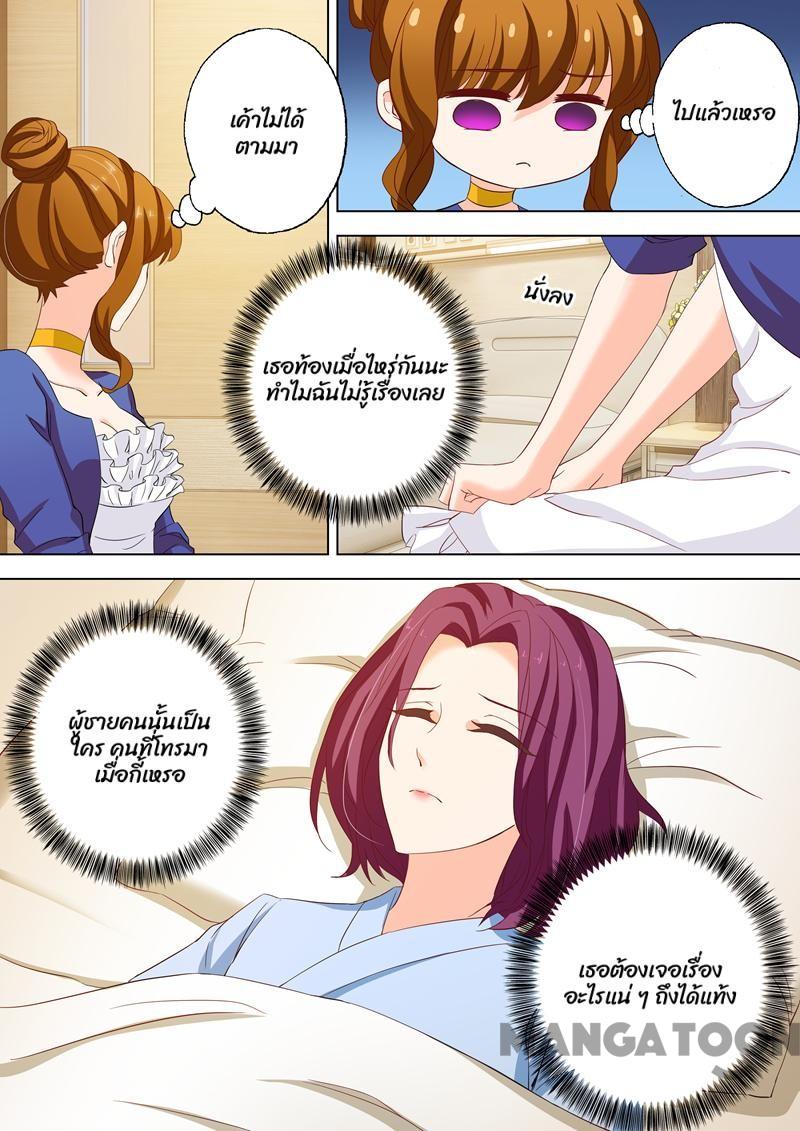 เค้าไม่ได้
ตามมา
ไปแล้วเหรอ
นั่งลง
เธอท้องเมื่อไหร่กันนะ
ทำไมฉันไม่รู้เรื่องเลย
ผู้ชายคนนั้นเป็น
ใคร คนที่โทรมา
เมื่อกี้เหรอ
เธอต้องเจอเรื่อง
อะไรแน่ ๆ ถึงได้แท้ง
MANGATOON